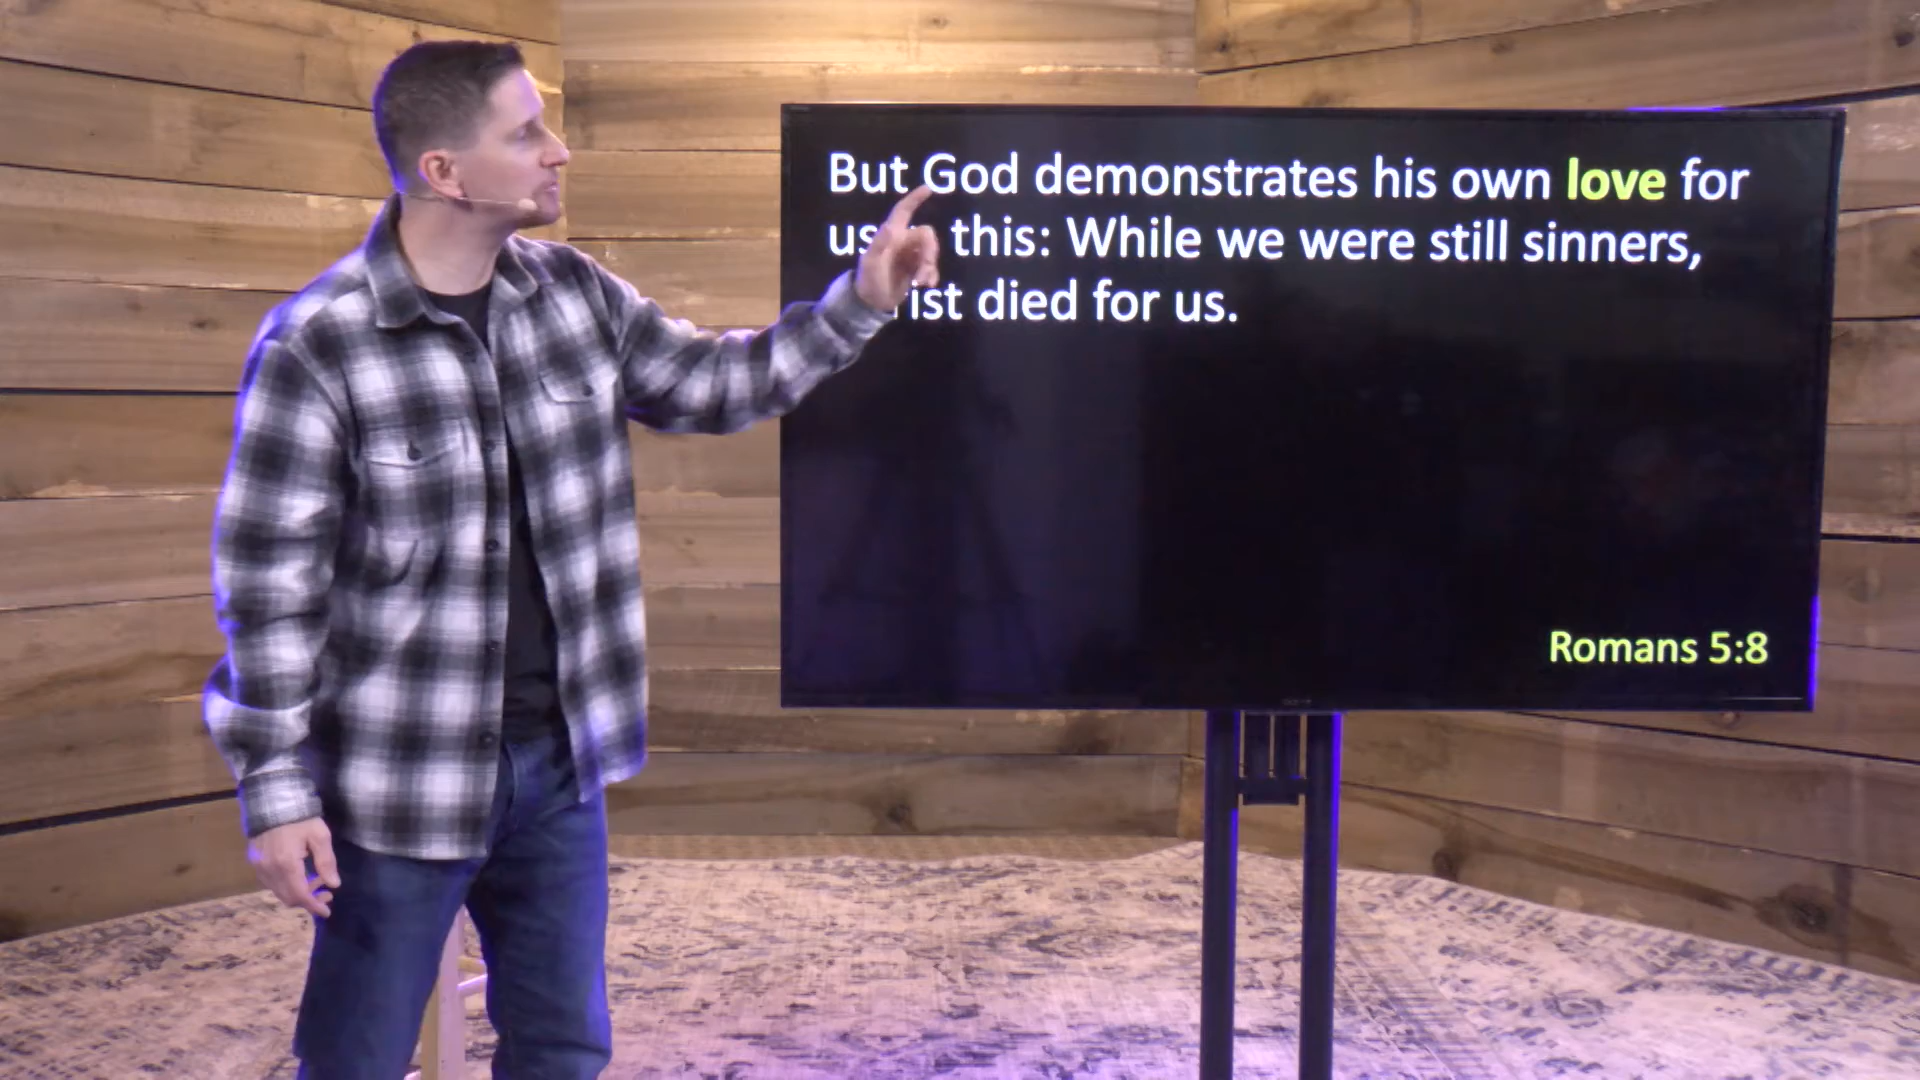 But God demonstrates his own love for
us this: While we were still sinners,
died for us.
Romans 5:8